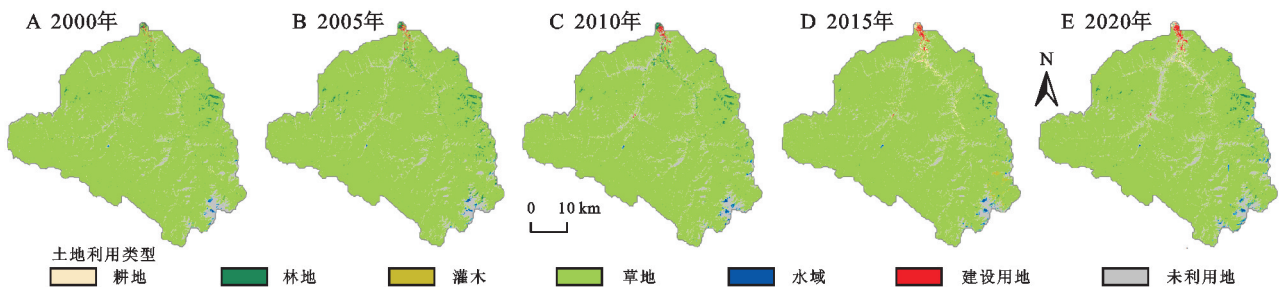 A 2000年
B 2005年
C 2010年
D 2015年
E 2020年
N
0 10 km
土地利用类型
耕地 林地 灌木 草地 水域 建设用地 未利用地